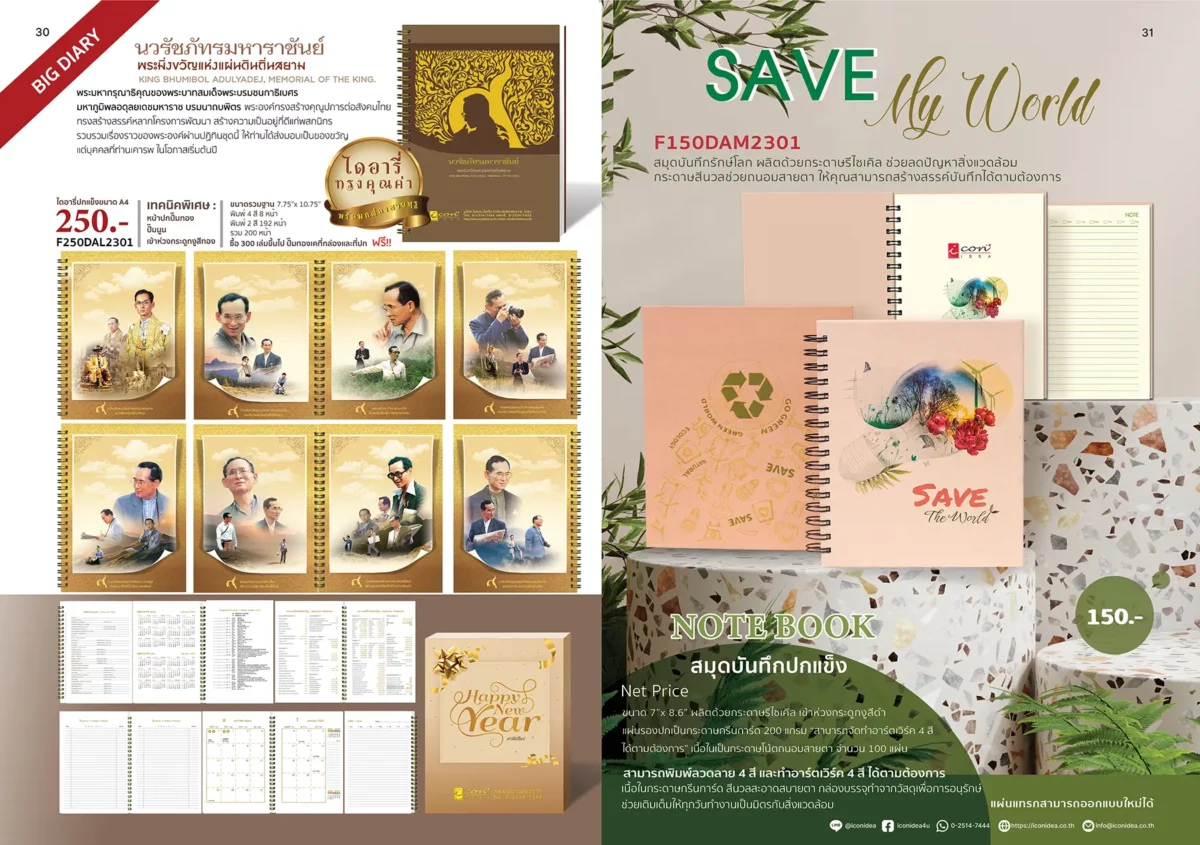 30
BIG DIARY
นวรัชภัทรมหาราชันย์
พระมิ่งขวัญแห่งแผ่นดินถิ่นสยาม
KING BHUMIBOL ADULYADEJ, MEMORIAL OF THE KING.
พระมหากรุณาธิคุณของพระบาทสมเด็จพระบรมชนกาธิเบศร
มหาภูมิพลอดุลยเดชมหาราช บรมนาถบพิตร พระองค์ทรงสร้างคุณูปการต่อสังคมไทย
ทรงสร้างสรรค์หลากโครงการพัฒนา สร้างความเป็นอยู่ที่ดีแก่พสกนิกร
รวบรวมเรื่องราวของพระองค์ผ่านปฏิทินชุดนี้ ให้ท่านได้ส่งมอบเป็นของขวัญ
แด่บุคคลที่ท่านเคารพ ในโอกาสเริ่มต้นปี
นวรัชภัทรมหาราชันย์
ไดอารี่
ทรงคุณค่า
ไดอารี่ปกแข็งขนาด A4
250.-
F250DAL2301
เทคนิคพิเศษ :
หน้าปกปั๊มทอง
ปั๊มนูน
เข้าห่วงกระดูกงูสีทอง
ขนาดรวมฐาน 7.75"x 10.75"
พิมพ์ 4 สี 8 หน้า
พิมพ์ 2 สี 192 หน้า
รวม 200 หน้า
ซื้อ 300 เล่มขึ้นไป ปั๊มทองเคที่กล่องและที่ปก ฟรี!!
Happy
New
Year
31
SAVE
My World
F150DAM2301
สมุดบันทึกรักษ์โลก ผลิตด้วยกระดาษรีไซเคิล ช่วยลดปัญหาสิ่งแวดล้อม
กระดาษสีนวลช่วยถนอมสายตา ให้คุณสามารถสร้างสรรค์บันทึกได้ตามต้องการ
icon
IDEA
NOTE
GO GREEN
GREEN WORLD
ECOLOGY
NATURAL
SAVE
SAVE
SAVE
The World
150.-
NOTE BOOK
สมุดบันทึกปกแข็ง
Net Price
ขนาด 7"x 8.6" ผลิตด้วยกระดาษรีไซเคิล เข้าห่วงกระดูกงูสีดำ
แผ่นรองปกเป็นกระดาษกรีนการ์ด 200 แกรม "สามารถจัดทำอาร์ตเวิร์ค 4 สี
ได้ตามต้องการ" เนื้อในเป็นกระดาษโน้ตถนอมสายตา จำนวน 100 แผ่น
สามารถพิมพ์ลวดลาย 4 สี และทำอาร์ตเวิร์ค 4 สี ได้ตามต้องการ
เนื้อในกระดาษกรีนการ์ด สีนวลสะอาดสบายตา กล่องบรรจุทำจากวัสดุเพื่อการอนุรักษ์
ช่วยเติมเต็มให้ทุกวันทำงานเป็นมิตรกับสิ่งแวดล้อม
แผ่นแทรกสามารถออกแบบใหม่ได้
@iconidea iconidea4u 0-2514-7444 https://iconidea.co.th info@iconidea.co.th